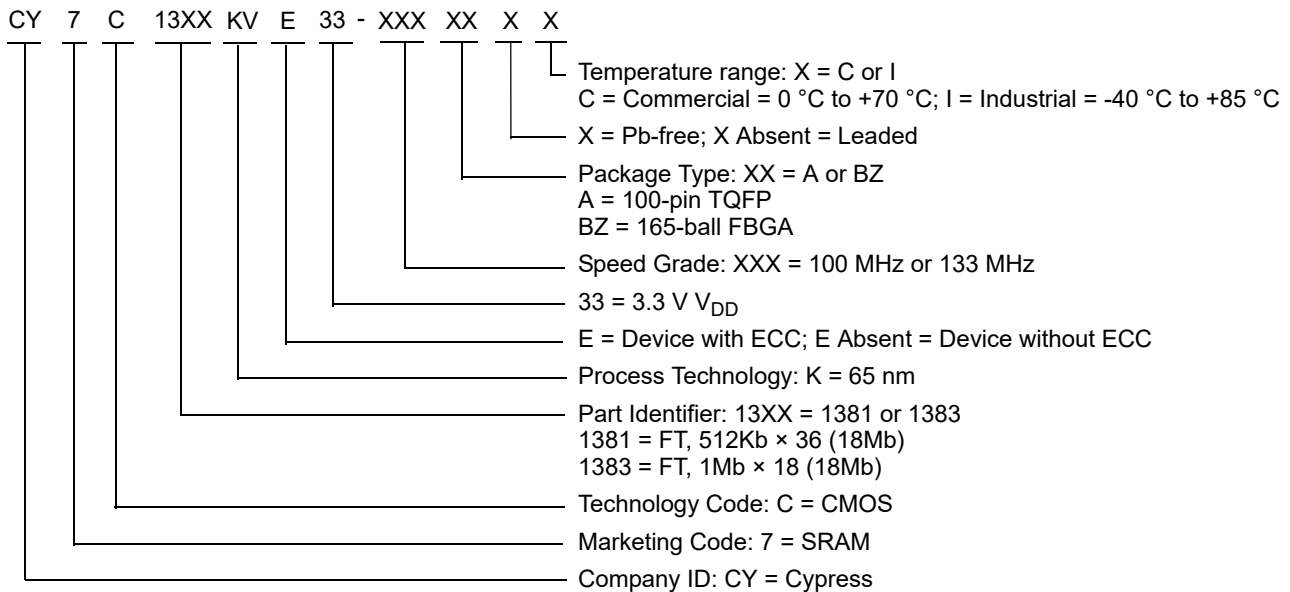 CY 7 C 13XX KV E 33 - XXX XX X X
Temperature range: X = C or I
C = Commercial = 0 °C to +70 °C; I = Industrial = -40 °C to +85 °C
X = Pb-free; X Absent = Leaded
Package Type: XX = A or BZ
A = 100-pin TQFP
BZ = 165-ball FBGA
Speed Grade: XXX = 100 MHz or 133 MHz
33 = 3.3 V VDD
E = Device with ECC; E Absent = Device without ECC
Process Technology: K = 65 nm
Part Identifier: 13XX = 1381 or 1383
1381 = FT, 512Kb × 36 (18Mb)
1383 = FT, 1Mb × 18 (18Mb)
Technology Code: C = CMOS
Marketing Code: 7 = SRAM
Company ID: CY = Cypress